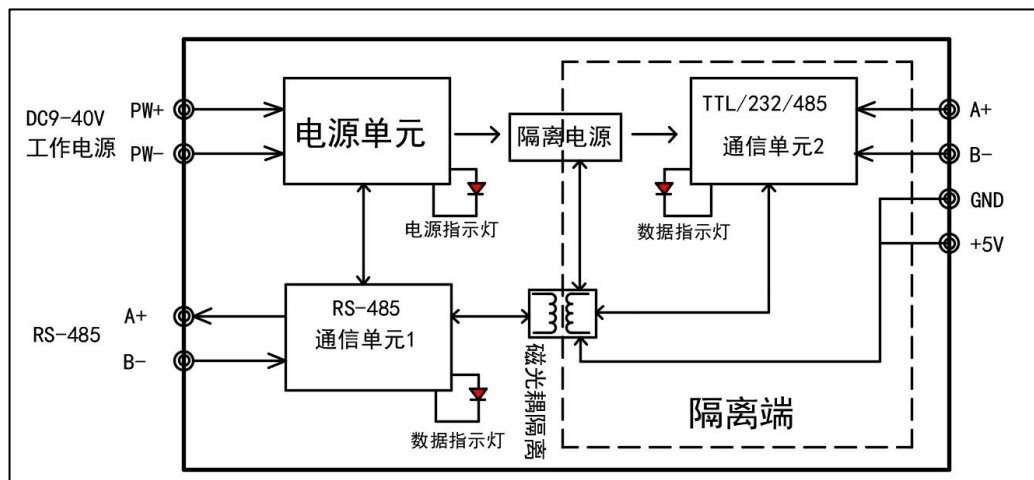 DC9-40V
工作电源
PW+
PW-
电源单元
电源指示灯
隔离电源
TTL/232/485
通信单元2
数据指示灯
A+
B-
GND
+5V
RS-485
A+
B-
RS-485
通信单元1
数据指示灯
磁光耦隔离
隔离端